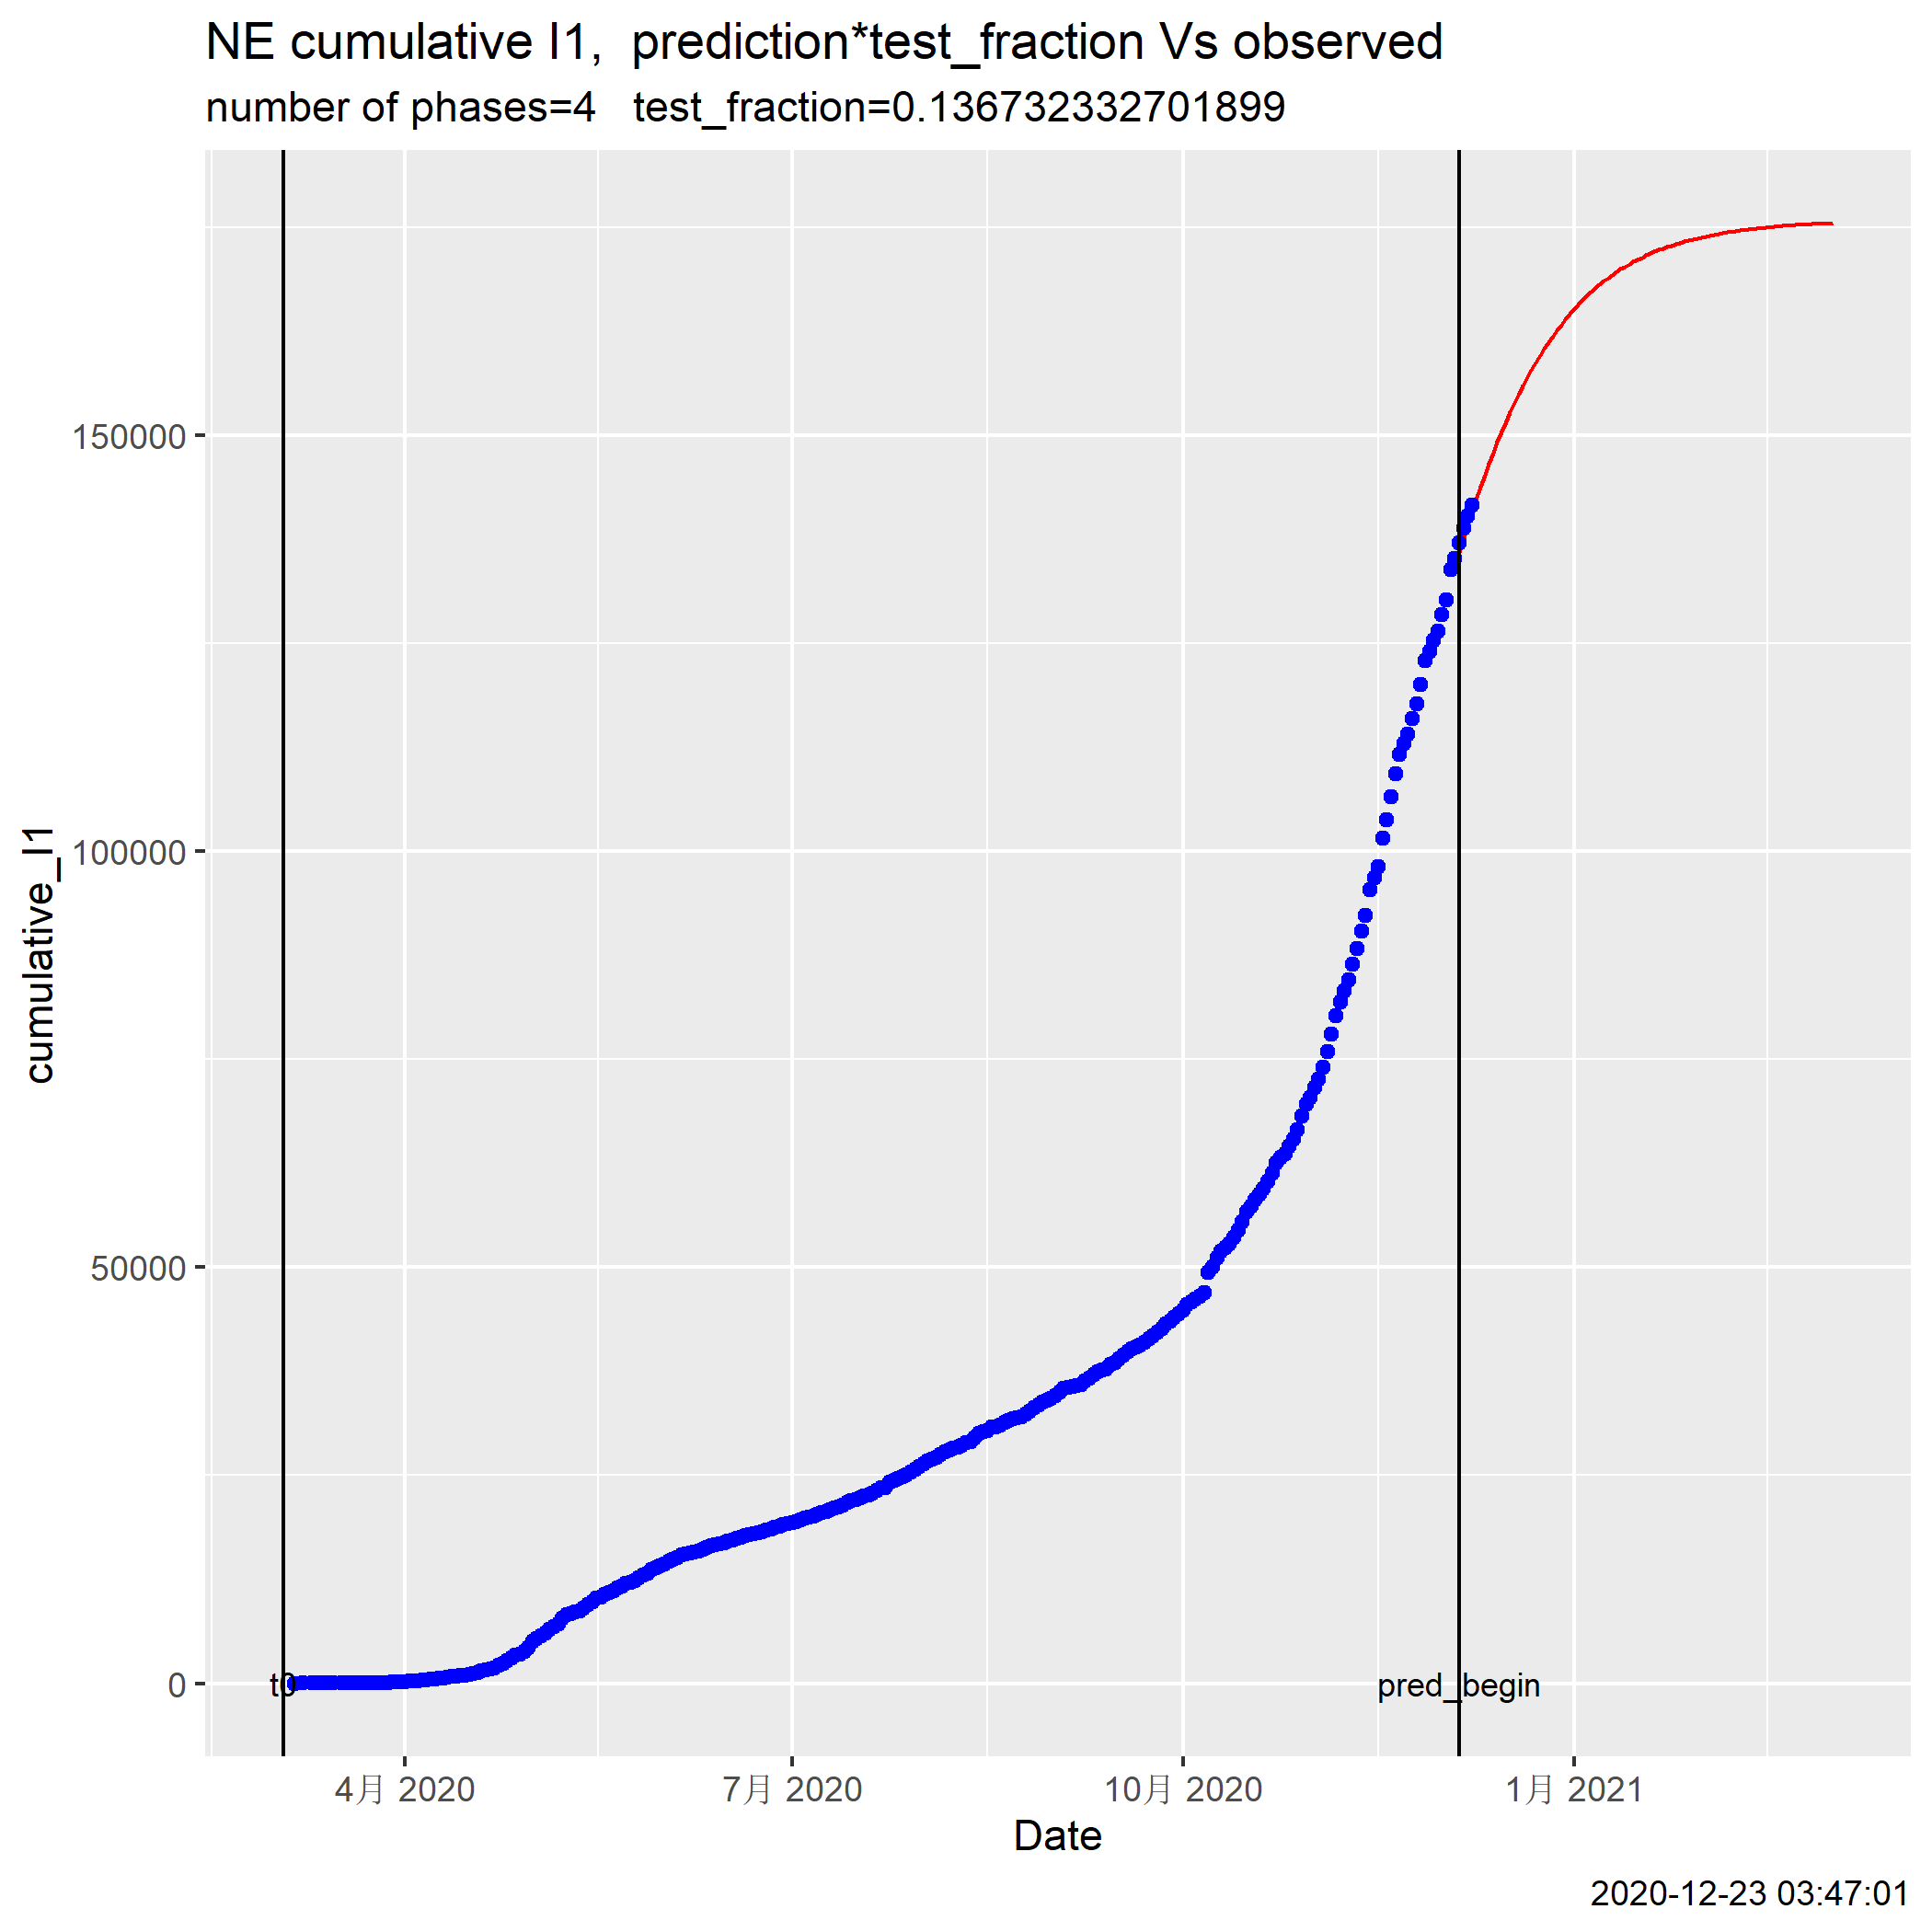 NE cumulative I1,  prediction*test_fraction Vs observed
number of phases=4   test_fraction=0.136732332701899
cumulative_I1
150000
100000
50000
0
t0
pred_begin
4月 2020
7月 2020
10月 2020
1月 2021
Date
2020-12-23 03:47:01